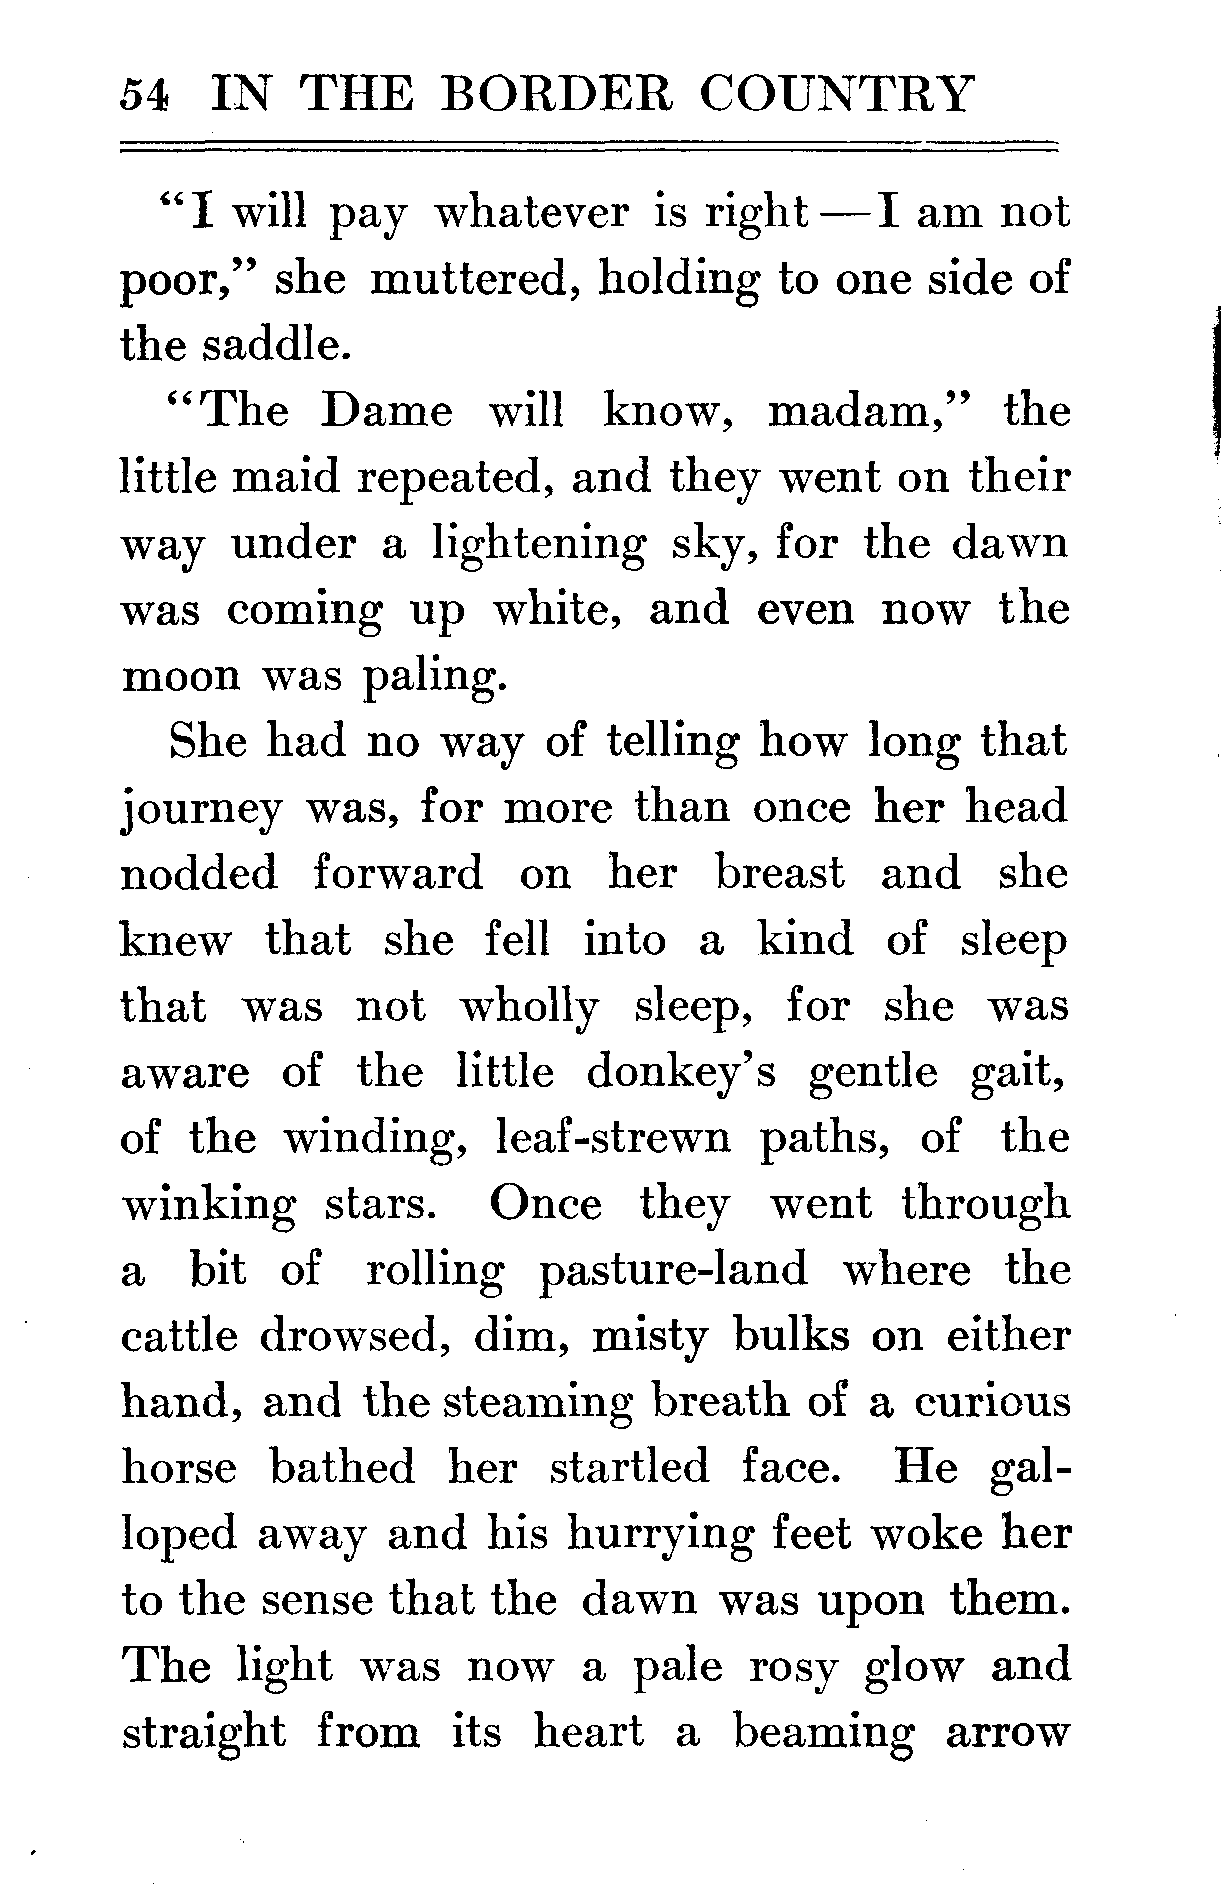 54 IN THE BORDER COUNTRY
“I will pay whatever is right — I am not
poor,” she muttered, holding to one side of
the saddle.
“The Dame will know, madam,” the
little maid repeated, and they went on their
way under a lightening sky, for the dawn
was coming up white, and even now the
moon was paling.
She had no way of telling how long that
journey was, for more than once her head
nodded forward on her breast and she
knew that she fell into a kind of sleep
that was not wholly sleep, for she was
aware of the little donkey’s gentle gait,
of the winding, leaf-strewn paths, of the
winking stars. Once they went through
a bit of rolling pasture-land where the
cattle drowsed, dim, misty bulks on either
hand, and the steaming breath of a curious
horse bathed her startled face. He gal-
loped away and his hurrying feet woke her
to the sense that the dawn was upon them.
The light was now a pale rosy glow and
straight from its heart a beaming arrow